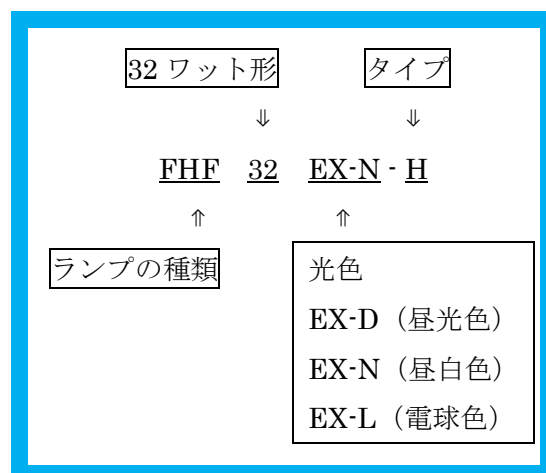 32 ワット形 タイプ
⇓ ⇓
FHF 32 EX-N - H
⇑ ⇑
ランプの種類 光色
EX-D（昼光色）
EX-N（昼白色）
EX-L（電球色）